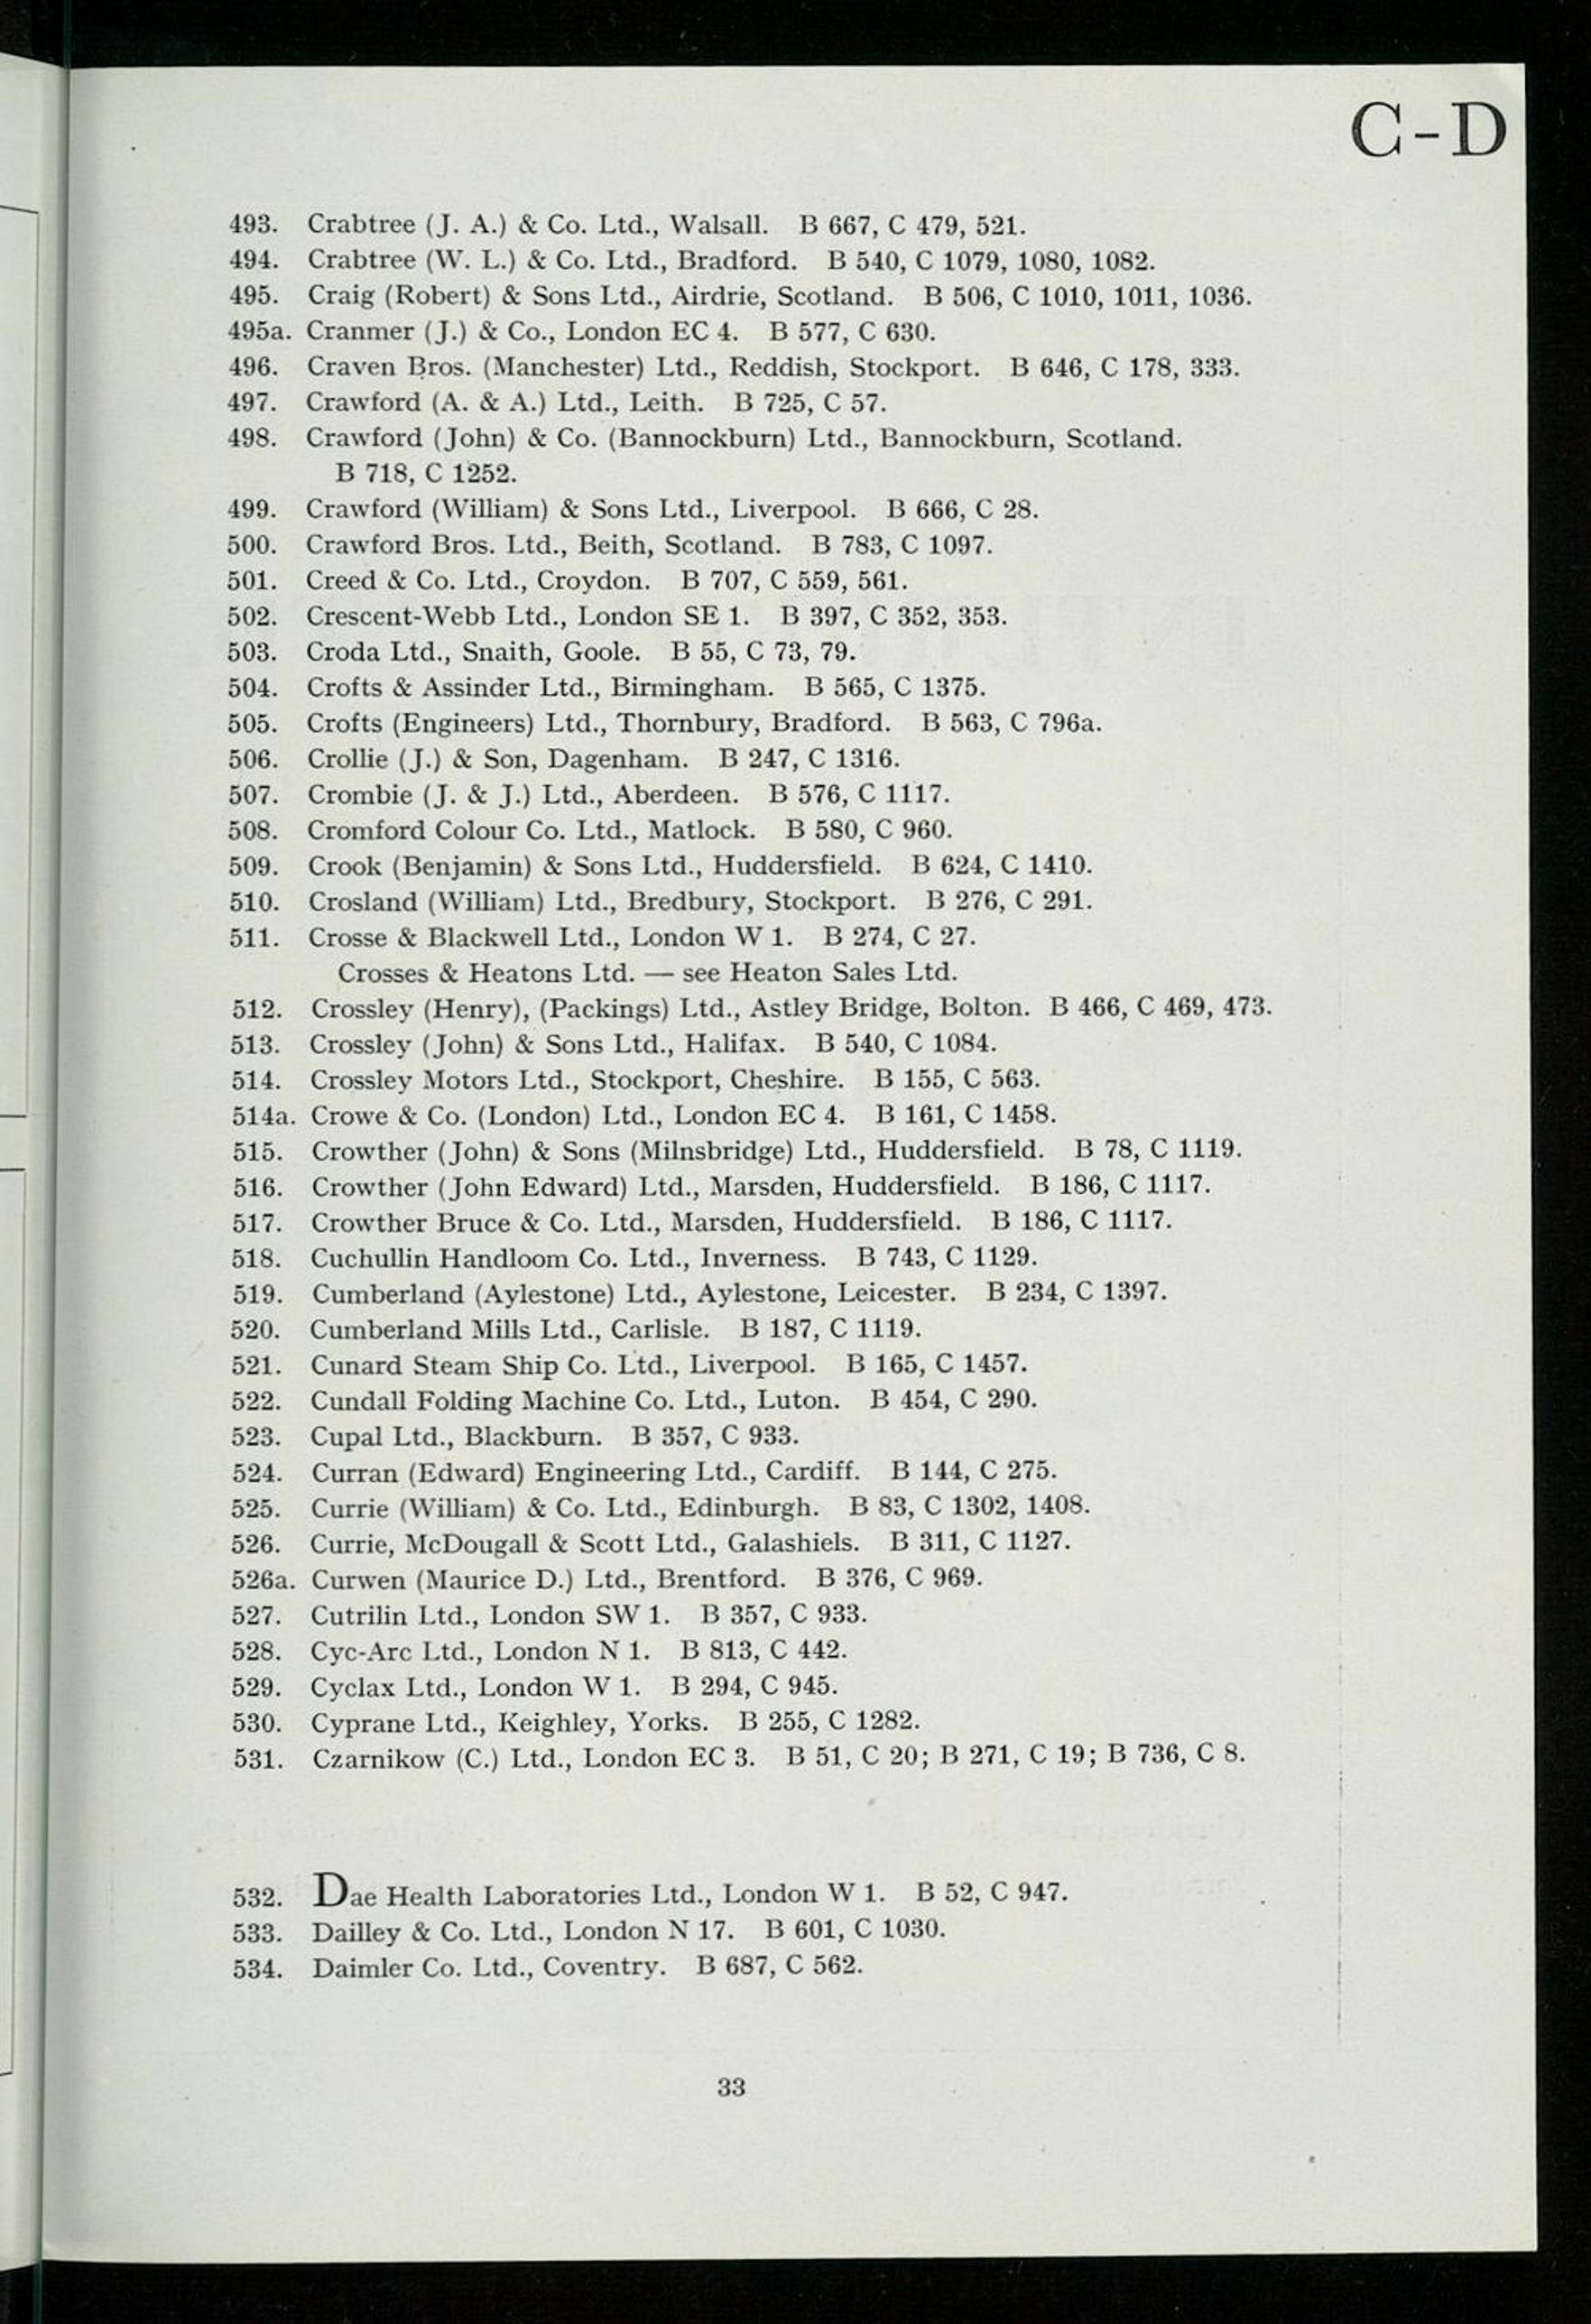 C-D
493. Crabtree (J. A.) & Co. Ltd., Walsall. B 667, C 479, 521.
494. Crabtree (W. L.) & Co. Ltd., Bradford. B 540, C 1079, 1080, 1082.
495. Craig (Robert) & Sons Ltd., Airdrie, Scotland. B 506, C 1010, 1011, 1036.
495a. Cranmer (J.) & Co., London EC 4. B 577, C 630.
496. Craven Bros. (Manchester) Ltd., Reddish, Stockport. B 646, C 178, 333.
497. Crawford (A. & A.) Ltd., Leith. B 725, C 57.
498. Crawford (John) & Co. (Bannockburn) Ltd., Bannockburn, Scotland.
B 718, C 1252.
499. Crawford (William) & Sons Ltd., Liverpool. B 666, C 28.
500. Crawford Bros. Ltd., Beith, Scotland. B 783, C 1097.
501. Creed & Co. Ltd., Croydon. B 707, C 559, 561.
502. Crescent-Webb Ltd., London SE 1. B 397, C 352, 353.
503. Croda Ltd., Snaith, Goole. B 55, C 73, 79.
504. Crofts & Assinder Ltd., Birmingham. B 565, C 1375.
505. Crofts (Engineers) Ltd., Thornbury, Bradford. B 563, C 796a.
506. Crollie (J.) & Son, Dagenham. B 247, C 1316.
507. Crombie (J. & J.) Ltd., Aberdeen. B 576, C 1117.
508. Cromford Colour Co. Ltd., Matlock. B 580, C 960.
509. Crook (Benjamin) & Sons Ltd., Huddersfield. B 624, C 1410.
510. Crosland (William) Ltd., Bredbury, Stockport. B 276, C 291.
511. Crosse & Blackwell Ltd., London W 1. B 274, C 27.
Crosses & Heatons Ltd. — see Heaton Sales Ltd.
512. Crossley (Henry), (Packings) Ltd., Astley Bridge, Bolton. B 466, C 469, 473.
513. Crossley (John) & Sons Ltd., Halifax. B 540, C 1084.
514. Crossley Motors Ltd., Stockport, Cheshire. B 155, C 563.
514a. Crowe & Co. (London) Ltd., London EC 4. B 161, C 1458.
515. Crowther (John) & Sons (Milnsbridge) Ltd., Huddersfield. B 78, C 1119.
516. Crowther (John Edward) Ltd., Marsden, Huddersfield. B 186, C 1117.
517. Crowther Bruce & Co. Ltd., Marsden, Huddersfield. B 186, C 1117.
518. Cuchullin Handloom Co. Ltd., Inverness. B 743, C 1129.
519. Cumberland (Aylestone) Ltd., Aylestone, Leicester. B 234, C 1397.
520. Cumberland Mills Ltd., Carlisle. B 187, C 1119.
521. Cunard Steam Ship Co. Ltd., Liverpool. B 165, C 1457.
522. Cundall Folding Machine Co. Ltd., Luton. B 454, C 290.
523. Cupal Ltd., Blackburn. B 357, C 933.
524. Curran (Edward) Engineering Ltd., Cardiff. B 144, C 275.
525. Currie (William) & Co. Ltd., Edinburgh. B 83, C 1302, 1408.
526. Currie, McDougall & Scott Ltd., Galashiels. B 311, C 1127.
526a. Curwen (Maurice D.) Ltd., Brentford. B 376, C 969.
527. Cutrilin Ltd., London SW 1. B 357, C 933.
528. Cyc-Arc Ltd., London N 1. B 813, C 442.
529. Cyclax Ltd., London W 1. B 294, C 945.
530. Cyprane Ltd., Keighley, Yorks. B 255, C 1282.
531. Czarnikow (C.) Ltd., London EC 3. B 51, C 20; B 271, C 19; B 736, C 8.
532. Dae Health Laboratories Ltd., London W 1. B 52, C 947.
533. Dailley & Co. Ltd., London N 17. B 601, C 1030.
534. Daimler Co. Ltd., Coventry. B 687, C 562.
33